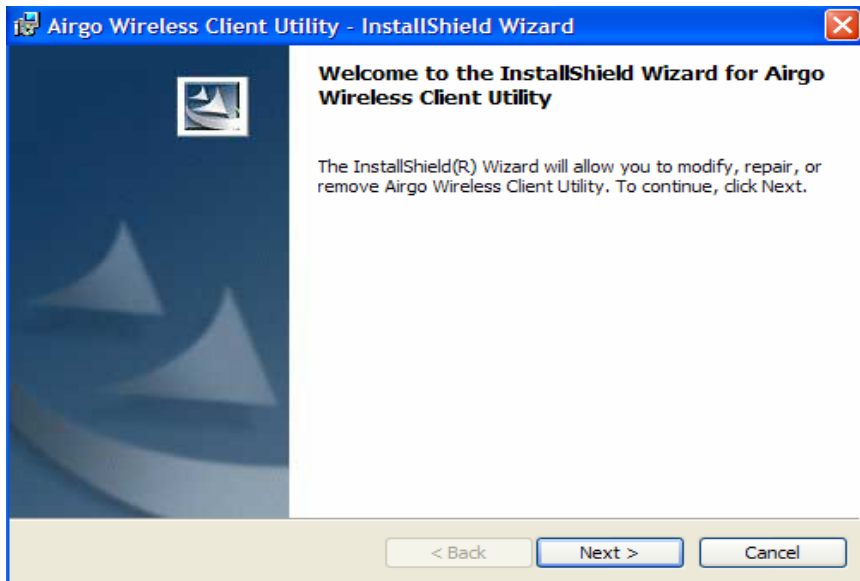 Airgo Wireless Client Utility - InstallShield Wizard
Welcome to the InstallShield Wizard for Airgo
Wireless Client Utility
The InstallShield(R) Wizard will allow you to modify, repair, or
remove Airgo Wireless Client Utility. To continue, click Next.
< Back
Next >
Cancel